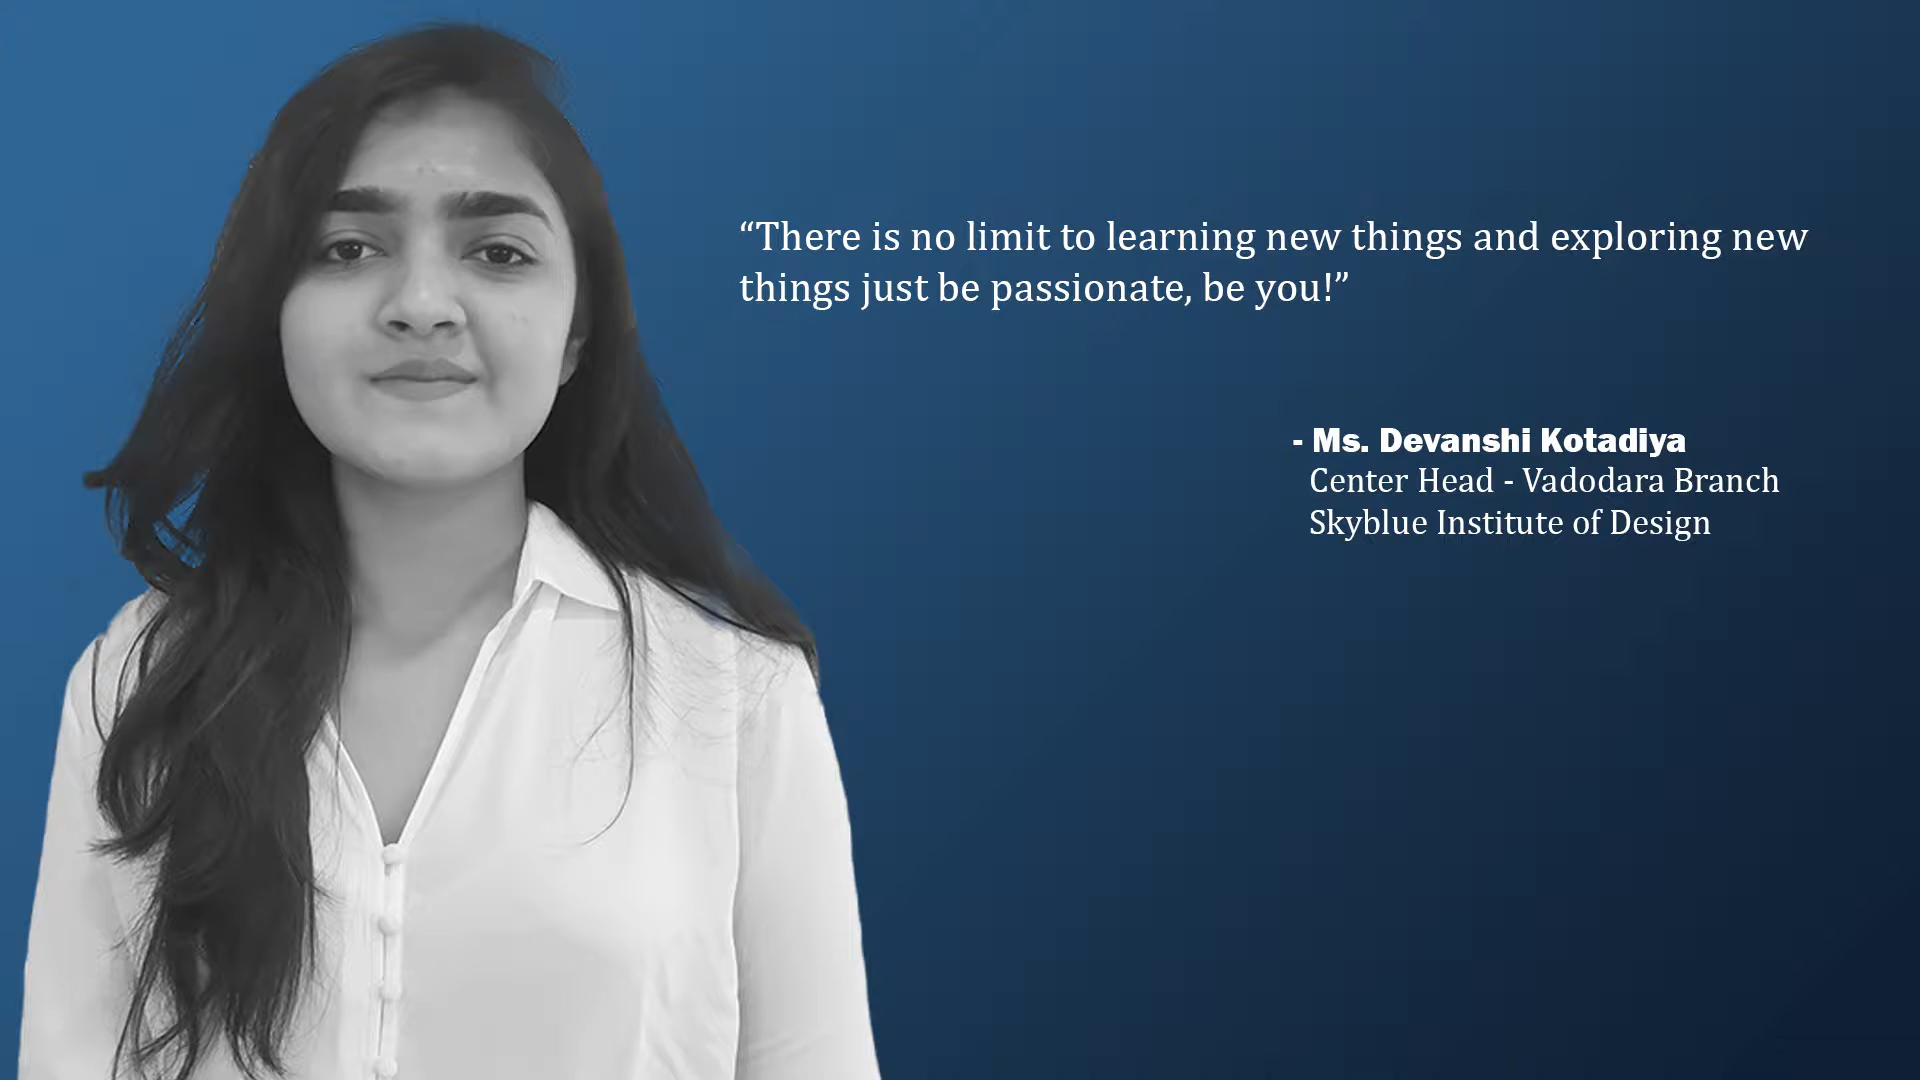 “There is no limit to learning new things and exploring new
things just be passionate, be you!”
- Ms. Devanshi Kotadiya
Center Head - Vadodara Branch
Skyblue Institute of Design